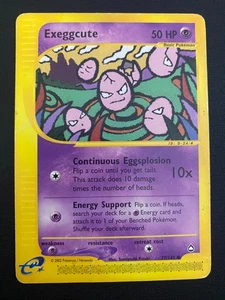 Exeggcute 50 HP
Basic Pokémon
Continuous Eggsplosion
Flip a coin until you get tails.
This attack does 10 damage
times the number of heads.
10x
Energy Support Flip a coin. If heads,
search your deck for a Energy card and
attach it to 1 of your Benched Pokémon.
Shuffle your deck afterward.
weakness resistance retreat cost
e